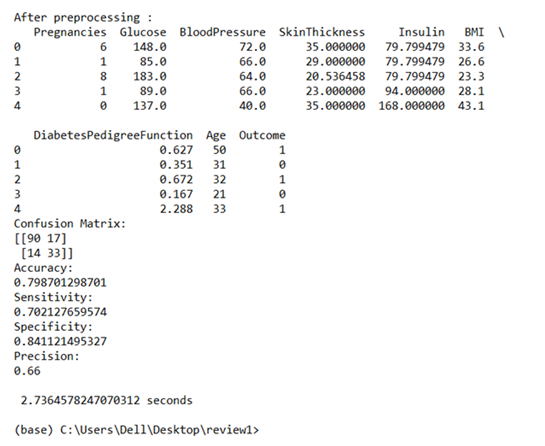 After preprocessing :
Pregnancies Glucose BloodPressure SkinThickness Insulin BMI \
0 6 148.0 72.0 35.000000 79.799479 33.6
1 1 85.0 66.0 29.000000 79.799479 26.6
2 8 183.0 64.0 20.536458 79.799479 23.3
3 1 89.0 66.0 23.000000 94.000000 28.1
4 0 137.0 40.0 35.000000 168.000000 43.1
DiabetesPedigreeFunction Age Outcome
0 0.627 50 1
1 0.351 31 0
2 0.672 32 1
3 0.167 21 0
4 2.288 33 1
Confusion Matrix:
[[90 17]
[14 33]]
Accuracy:
0.798701298701
Sensitivity:
0.702127659574
Specificity:
0.841121495327
Precision:
0.66
2.7364578247070312 seconds
(base) C:\Users\Dell\Desktop\review1>